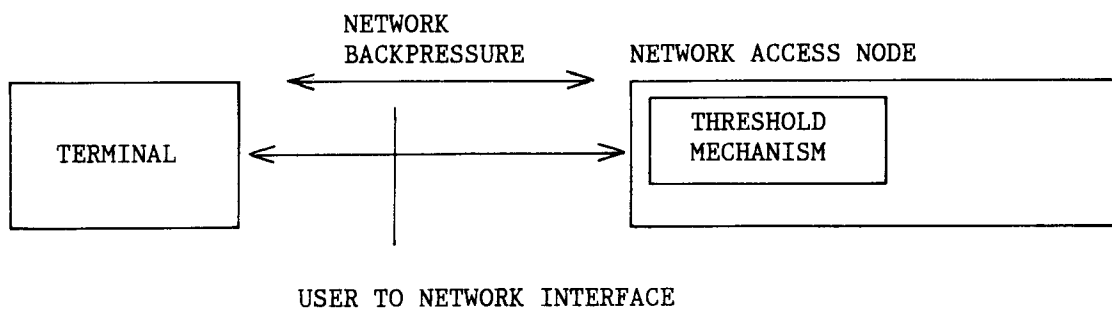 NETWORK
BACKPRESSURE
NETWORK ACCESS NODE
TERMINAL
THRESHOLD
MECHANISM
USER TO NETWORK INTERFACE